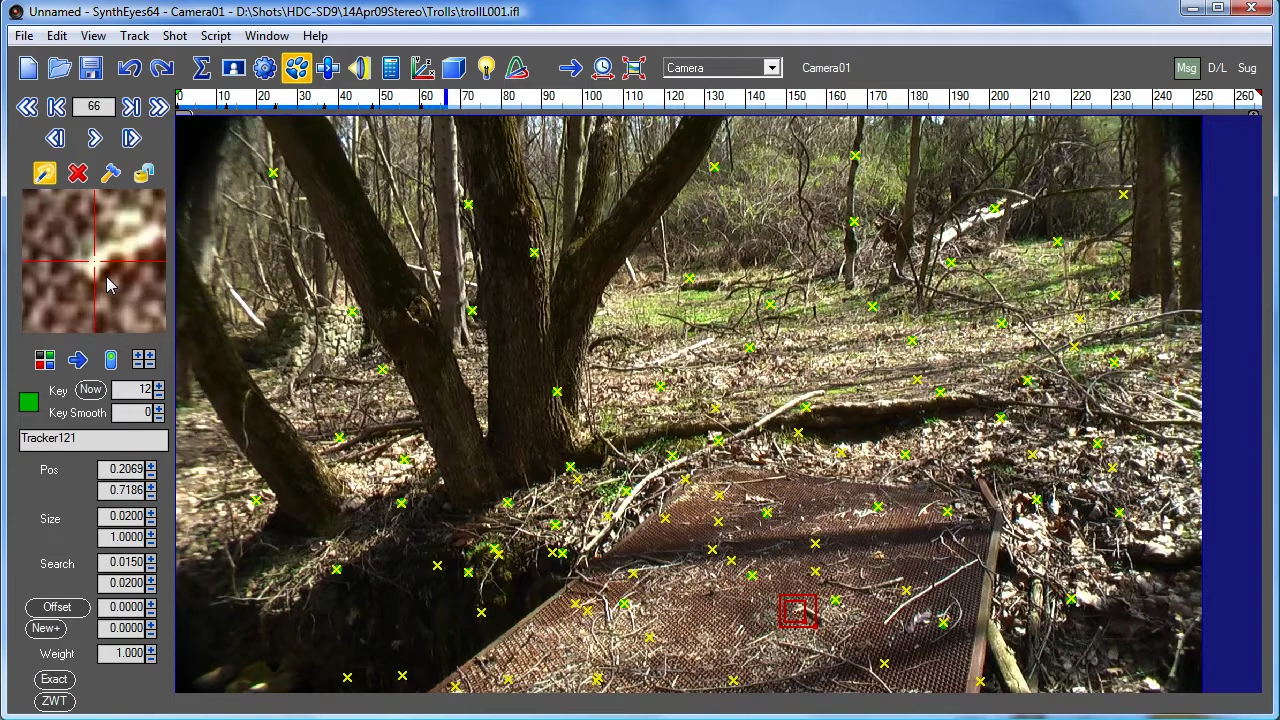 Unnamed - SynthEyes64 - Camera01 - D:\Shots\HDC-SD9\14Apr09Stereo\Trolls\trollL001.ifl
File Edit View Track Shot Script Window Help
Camera Camera01 Msg D/L Sug
66 0 10 20 30 40 50 60 70 80 90 100 110 120 130 140 150 160 170 180 190 200 210 220 230 240 250 260
Key Now 12
Key Smooth 0
Tracker121
Pos 0.2069
0.7186
Size 0.0200
1.0000
Search 0.0150
0.0200
Offset 0.0000
New+ 0.0000
Weight 1.000
Exact
ZWT